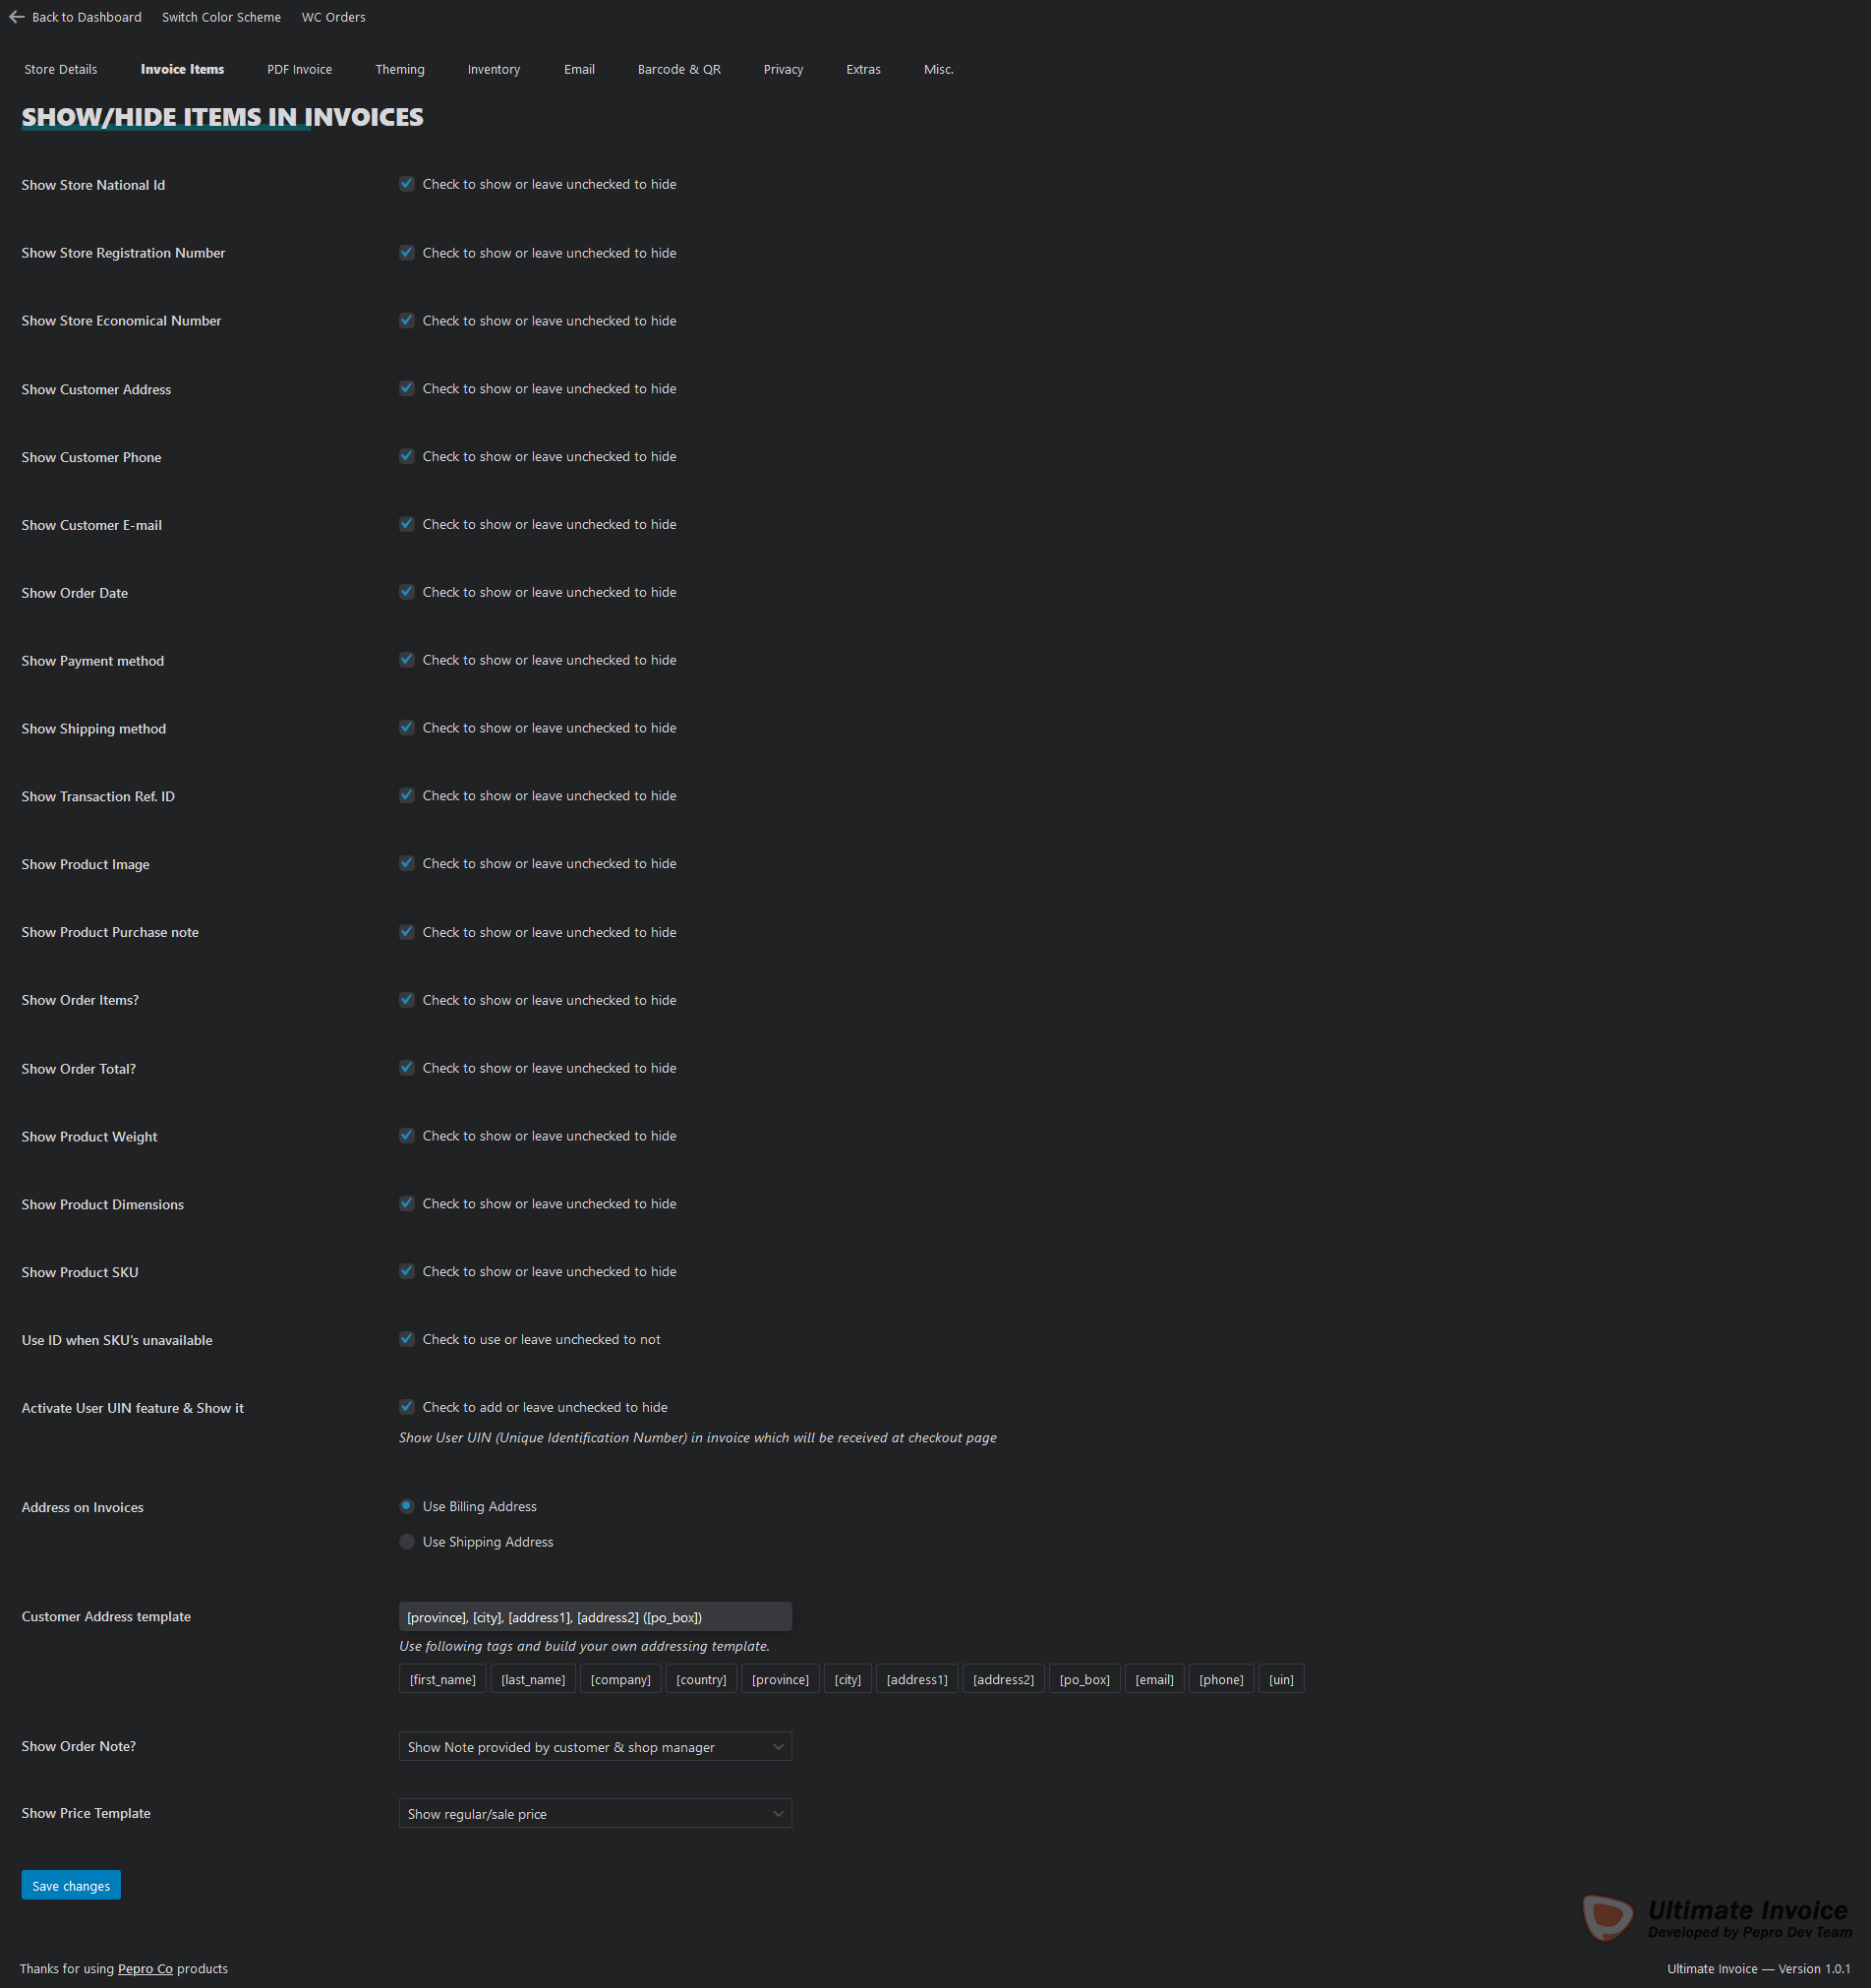 Back to Dashboard Switch Color Scheme WC Orders
Store Details Invoice Items PDF Invoice Theming Inventory Email Barcode & QR Privacy Extras Misc.
SHOW/HIDE ITEMS IN INVOICES
Show Store National Id Check to show or leave unchecked to hide
Show Store Registration Number Check to show or leave unchecked to hide
Show Store Economical Number Check to show or leave unchecked to hide
Show Customer Address Check to show or leave unchecked to hide
Show Customer Phone Check to show or leave unchecked to hide
Show Customer E-mail Check to show or leave unchecked to hide
Show Order Date Check to show or leave unchecked to hide
Show Payment method Check to show or leave unchecked to hide
Show Shipping method Check to show or leave unchecked to hide
Show Transaction Ref. ID Check to show or leave unchecked to hide
Show Product Image Check to show or leave unchecked to hide
Show Product Purchase note Check to show or leave unchecked to hide
Show Order Items? Check to show or leave unchecked to hide
Show Order Total? Check to show or leave unchecked to hide
Show Product Weight Check to show or leave unchecked to hide
Show Product Dimensions Check to show or leave unchecked to hide
Show Product SKU Check to show or leave unchecked to hide
Use ID when SKU's unavailable Check to use or leave unchecked to not
Activate User UIN feature & Show it Check to add or leave unchecked to hide
Show User UIN (Unique Identification Number) in invoice which will be received at checkout page
Address on Invoices Use Billing Address
Use Shipping Address
Customer Address template [province], [city], [address1], [address2] ([po_box])
Use following tags and build your own addressing template.
[first_name] [last_name] [company] [country] [province] [city] [address1] [address2] [po_box] [email] [phone] [uin]
Show Order Note? Show Note provided by customer & shop manager
Show Price Template Show regular/sale price
Save changes
Ultimate Invoice
Developed by Pepro Dev Team
Thanks for using Pepro Co products Ultimate Invoice — Version 1.0.1